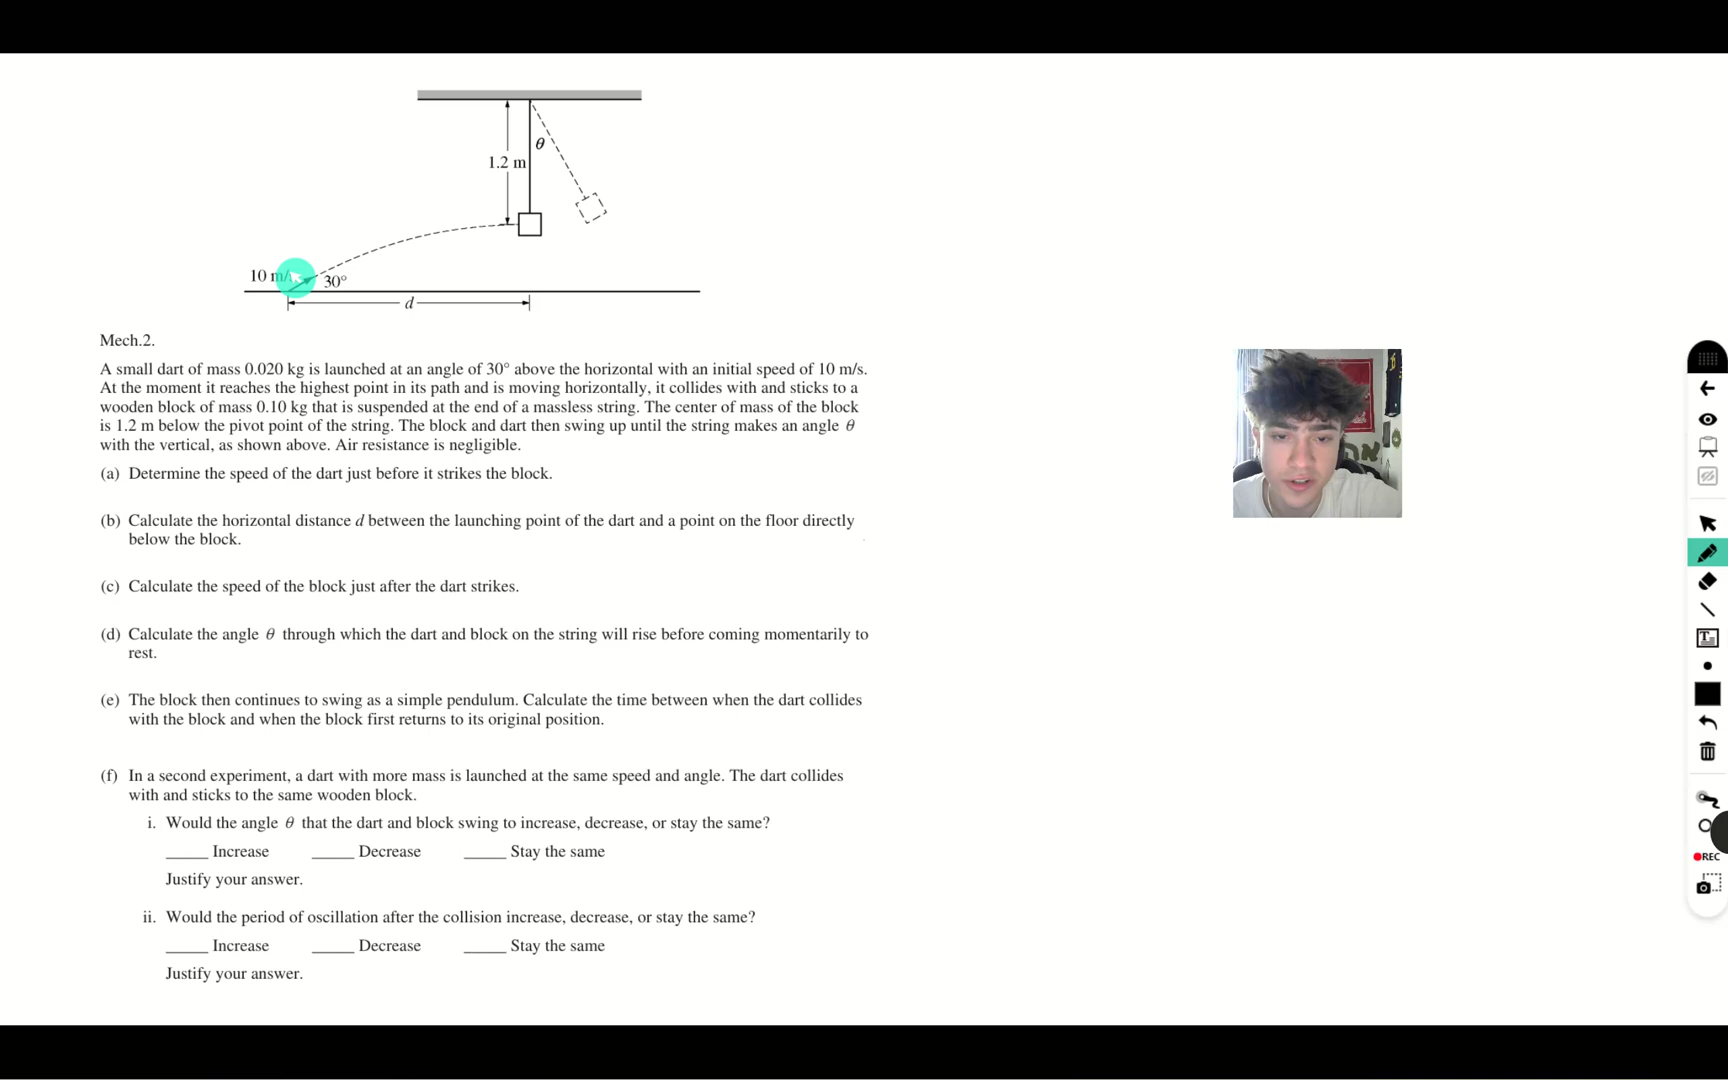 θ
1.2 m
10 m/
30°
d
Mech.2.
A small dart of mass 0.020 kg is launched at an angle of 30° above the horizontal with an initial speed of 10 m/s.
At the moment it reaches the highest point in its path and is moving horizontally, it collides with and sticks to a
wooden block of mass 0.10 kg that is suspended at the end of a massless string. The center of mass of the block
is 1.2 m below the pivot point of the string. The block and dart then swing up until the string makes an angle θ
with the vertical, as shown above. Air resistance is negligible.
(a) Determine the speed of the dart just before it strikes the block.
(b) Calculate the horizontal distance d between the launching point of the dart and a point on the floor directly
below the block.
(c) Calculate the speed of the block just after the dart strikes.
(d) Calculate the angle θ through which the dart and block on the string will rise before coming momentarily to
rest.
(e) The block then continues to swing as a simple pendulum. Calculate the time between when the dart collides
with the block and when the block first returns to its original position.
(f) In a second experiment, a dart with more mass is launched at the same speed and angle. The dart collides
with and sticks to the same wooden block.
i. Would the angle θ that the dart and block swing to increase, decrease, or stay the same?
_____ Increase _____ Decrease _____ Stay the same
Justify your answer.
ii. Would the period of oscillation after the collision increase, decrease, or stay the same?
_____ Increase _____ Decrease _____ Stay the same
Justify your answer.
T
REC